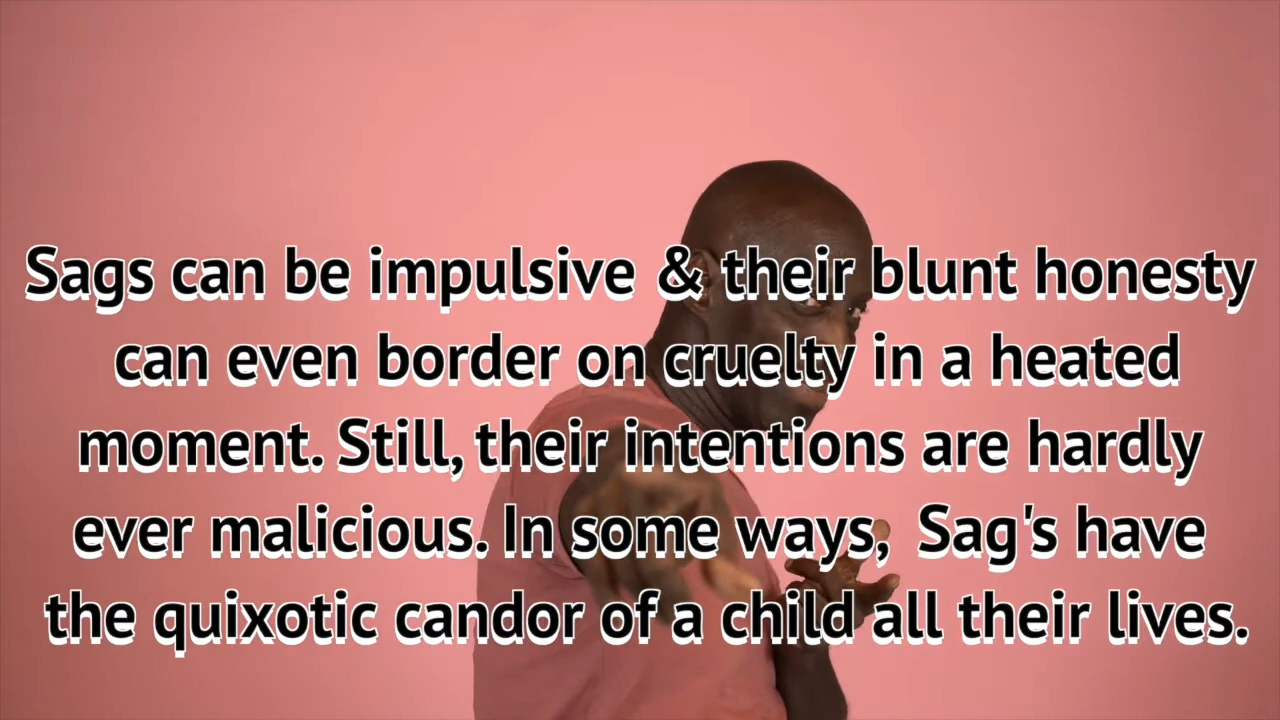 Sags can be impulsive & their blunt honesty
can even border on cruelty in a heated
moment. Still, their intentions are hardly
ever malicious. In some ways, Sag's have
the quixotic candor of a child all their lives.